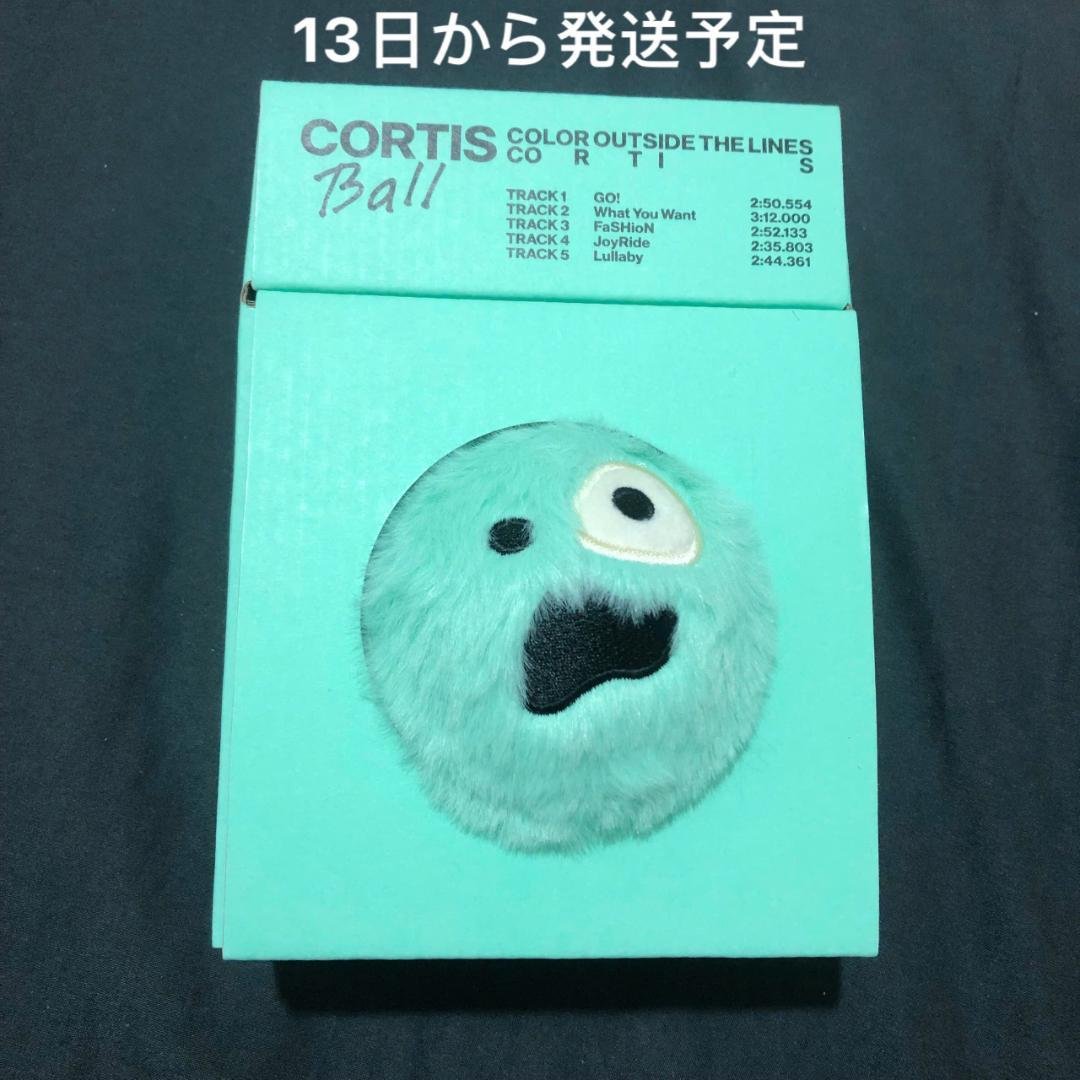 13日から発送予定
CORTIS
Ball
COLOR OUTSIDE THE LINES
CO R T I S
TRACK 1 GO! 2:50.554
TRACK 2 What You Want 3:12.000
TRACK 3 FaSHioN 2:52.133
TRACK 4 JoyRide 2:35.803
TRACK 5 Lullaby 2:44.361